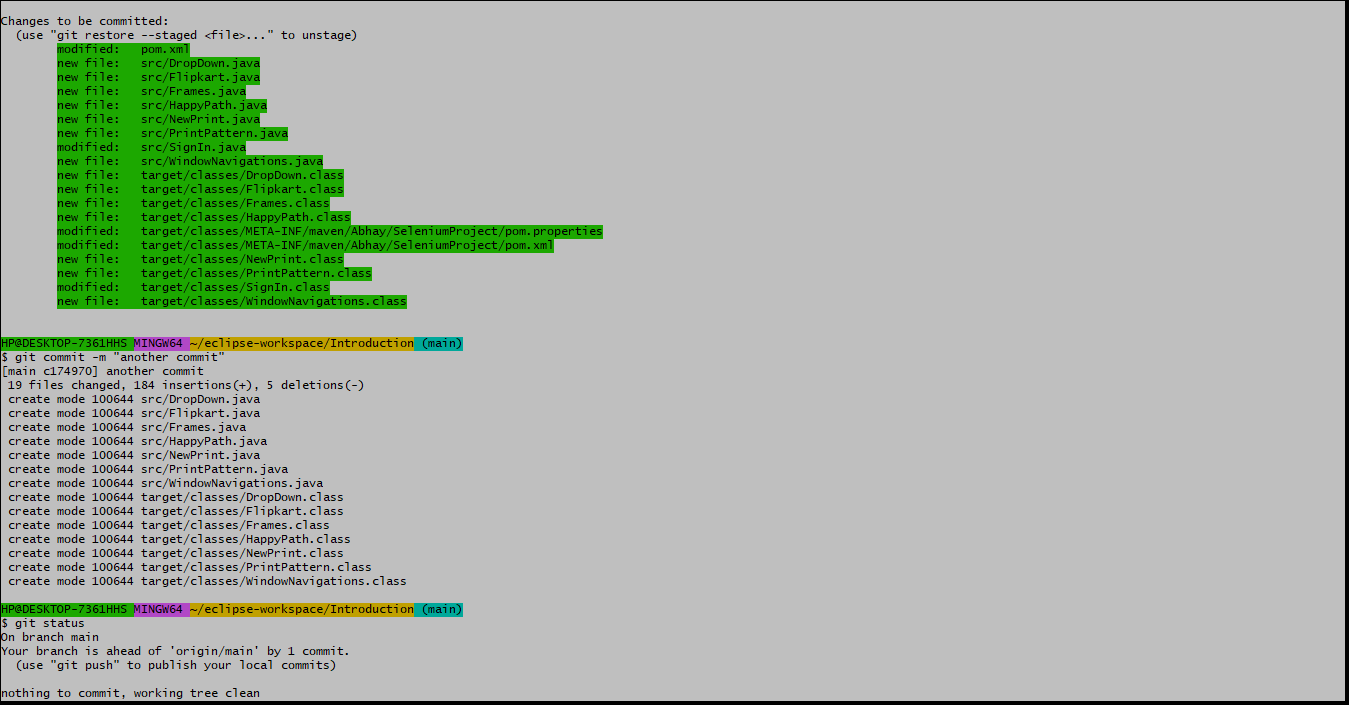 Changes to be committed:
  (use "git restore --staged <file>..." to unstage)
        modified:   pom.xml
        new file:   src/DropDown.java
        new file:   src/Flipkart.java
        new file:   src/Frames.java
        new file:   src/HappyPath.java
        new file:   src/NewPrint.java
        new file:   src/PrintPattern.java
        modified:   src/SignIn.java
        new file:   src/WindowNavigations.java
        new file:   target/classes/DropDown.class
        new file:   target/classes/Flipkart.class
        new file:   target/classes/Frames.class
        new file:   target/classes/HappyPath.class
        modified:   target/classes/META-INF/maven/Abhay/SeleniumProject/pom.properties
        modified:   target/classes/META-INF/maven/Abhay/SeleniumProject/pom.xml
        new file:   target/classes/NewPrint.class
        new file:   target/classes/PrintPattern.class
        modified:   target/classes/SignIn.class
        new file:   target/classes/WindowNavigations.class

HP@DESKTOP-7361HHS MINGW64 ~/eclipse-workspace/Introduction (main)
$ git commit -m "another commit"
[main c174970] another commit
 19 files changed, 184 insertions(+), 5 deletions(-)
 create mode 100644 src/DropDown.java
 create mode 100644 src/Flipkart.java
 create mode 100644 src/Frames.java
 create mode 100644 src/HappyPath.java
 create mode 100644 src/NewPrint.java
 create mode 100644 src/PrintPattern.java
 create mode 100644 src/WindowNavigations.java
 create mode 100644 target/classes/DropDown.class
 create mode 100644 target/classes/Flipkart.class
 create mode 100644 target/classes/Frames.class
 create mode 100644 target/classes/HappyPath.class
 create mode 100644 target/classes/NewPrint.class
 create mode 100644 target/classes/PrintPattern.class
 create mode 100644 target/classes/WindowNavigations.class

HP@DESKTOP-7361HHS MINGW64 ~/eclipse-workspace/Introduction (main)
$ git status
On branch main
Your branch is ahead of 'origin/main' by 1 commit.
  (use "git push" to publish your local commits)

nothing to commit, working tree clean